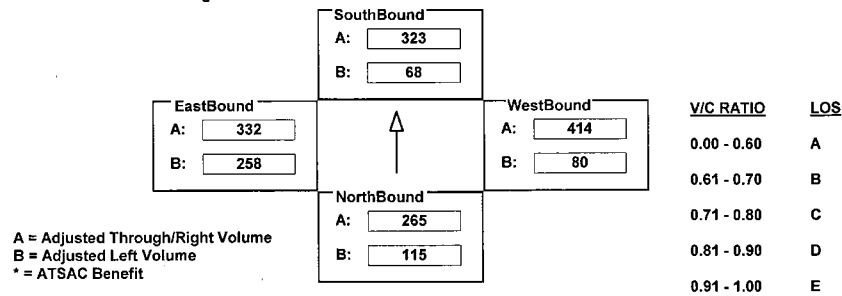 SouthBound
A: 323
B: 68
EastBound
A: 332
B: 258
WestBound
A: 414
B: 80
NorthBound
A: 265
B: 115
A = Adjusted Through/Right Volume
B = Adjusted Left Volume
* = ATSAC Benefit
V/C RATIO LOS
0.00 - 0.60 A
0.61 - 0.70 B
0.71 - 0.80 C
0.81 - 0.90 D
0.91 - 1.00 E